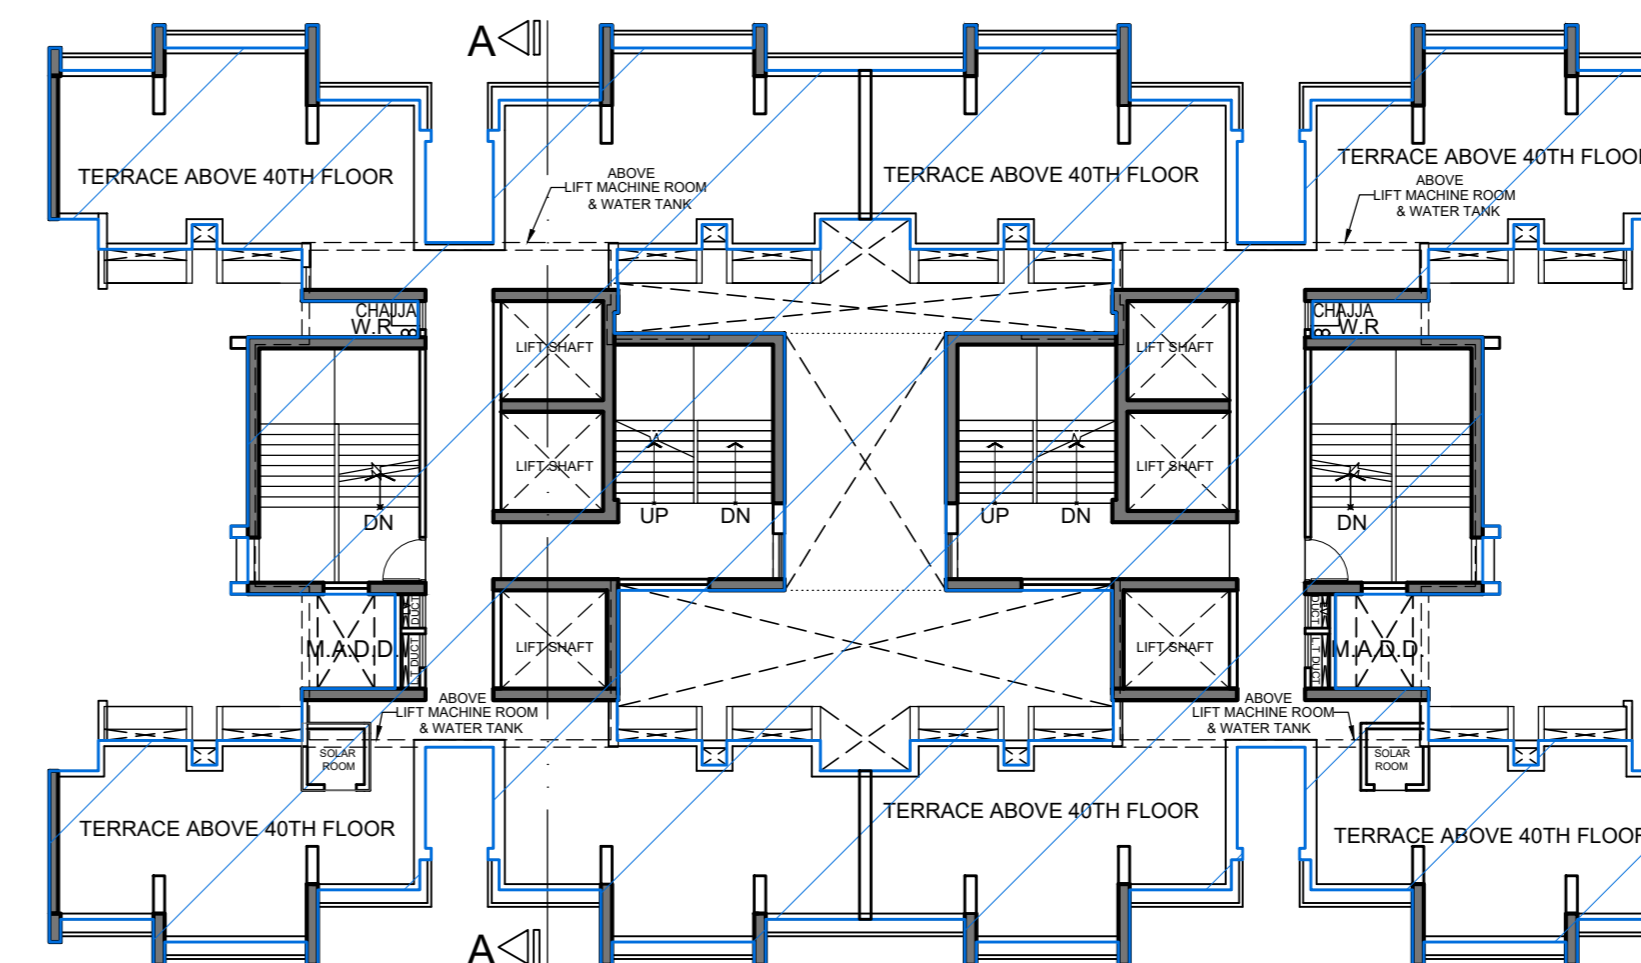 A
TERRACE ABOVE 40TH FLOOR
ABOVE
LIFT MACHINE ROOM
& WATER TANK
TERRACE ABOVE 40TH FLOOR
TERRACE ABOVE 40TH FLOOR
ABOVE
LIFT MACHINE ROOM
& WATER TANK
CHAJJA
W.R
LIFT SHAFT
LIFT SHAFT
CHAJJA
W.R
LIFT SHAFT
LIFT SHAFT
DN
UP
DN
UP
DN
DN
M.A.D.D.
DUCT
L.T. DUCT
LIFT SHAFT
LIFT SHAFT
DUCT
L.T DUCT
M.A.D.D.
ABOVE
LIFT MACHINE ROOM
& WATER TANK
ABOVE
LIFT MACHINE ROOM
& WATER TANK
SOLAR
ROOM
SOLAR
ROOM
TERRACE ABOVE 40TH FLOOR
TERRACE ABOVE 40TH FLOOR
TERRACE ABOVE 40TH FLOOR
A